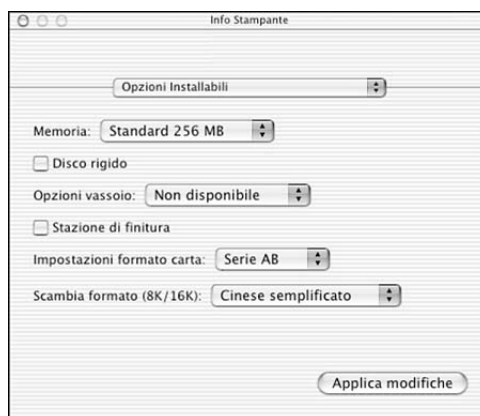 Info Stampante
Opzioni Installabili
Memoria: Standard 256 MB
Disco rigido
Opzioni vassoio: Non disponibile
Stazione di finitura
Impostazioni formato carta: Serie AB
Scambia formato (8K/16K): Cinese semplificato
Applica modifiche